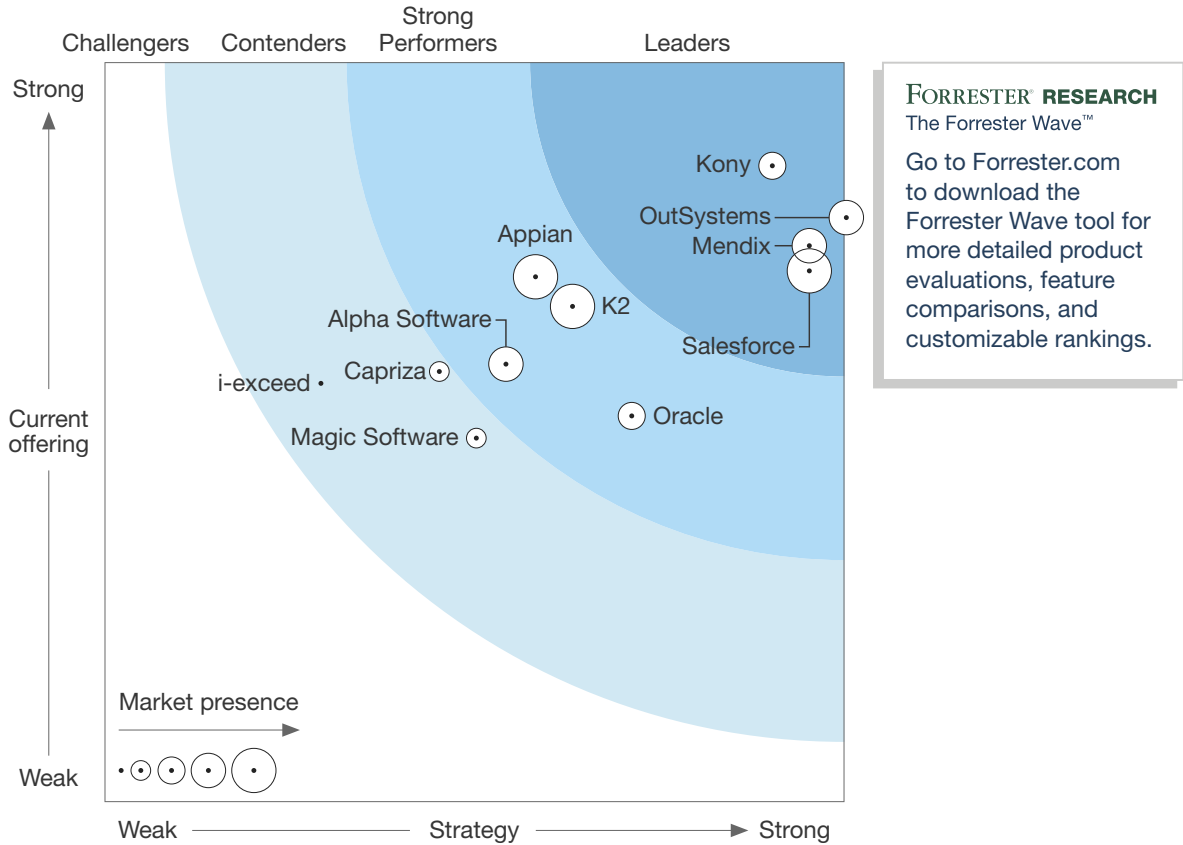 Strong
Challengers Contenders Performers Leaders
Strong
FORRESTER® RESEARCH
The Forrester Wave™
Go to Forrester.com
to download the
Forrester Wave tool for
more detailed product
evaluations, feature
comparisons, and
customizable rankings.
Kony
OutSystems
Appian
Mendix
K2
Alpha Software
Salesforce
Capriza
i-exceed
Oracle
Current
offering
Magic Software
Market presence
Weak
Weak Strategy Strong